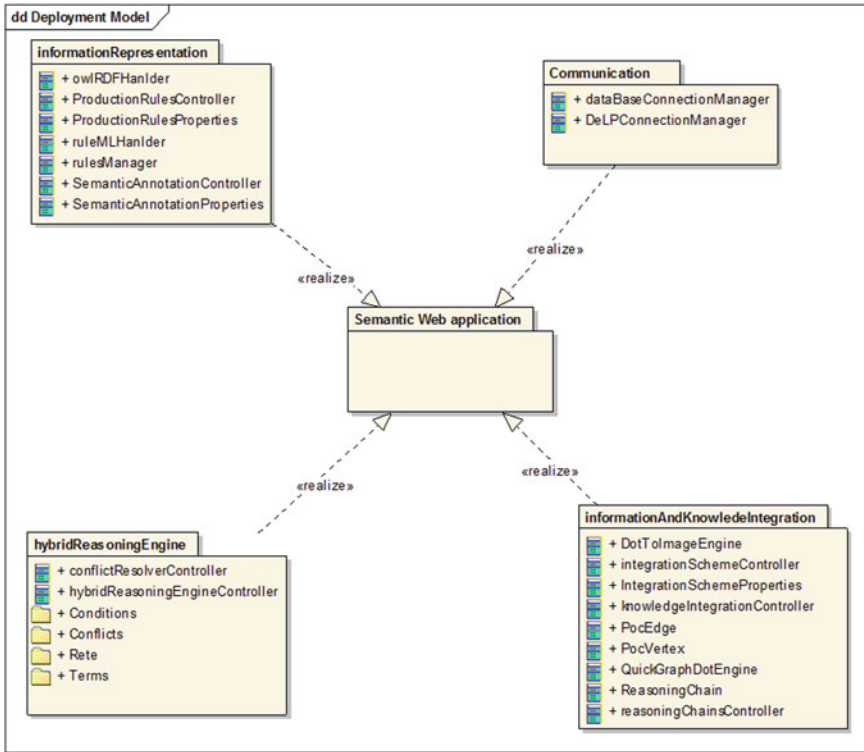 dd Deployment Model
informationRepresentation
+ owlRDFHanlder
+ ProductionRulesController
+ ProductionRulesProperties
+ ruleMLHanlder
+ rulesManager
+ SemanticAnnotationController
+ SemanticAnnotationProperties
Communication
+ dataBaseConnectionManager
+ DeLPConnectionManager
«realize»
«realize»
Semantic Web application
«realize»
«realize»
hybridReasoningEngine
+ conflictResolverController
+ hybridReasoningEngineController
+ Conditions
+ Conflicts
+ Rete
+ Terms
informationAndKnowledeIntegration
+ DotToImageEngine
+ integrationSchemeController
+ IntegrationSchemeProperties
+ knowledgeIntegrationController
+ PocEdge
+ PocVertex
+ QuickGraphDotEngine
+ ReasoningChain
+ reasoningChainsController